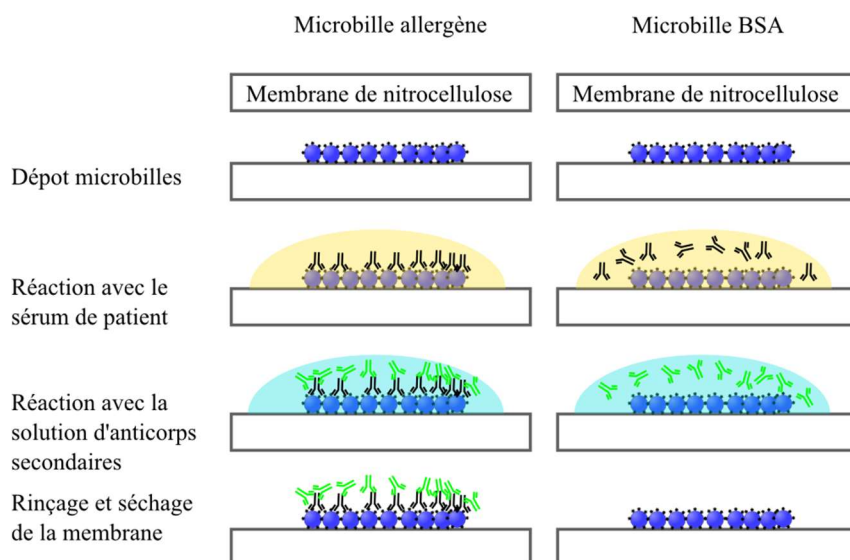 Microbille allergène
Microbille BSA
Membrane de nitrocellulose
Membrane de nitrocellulose
Dépot microbilles
Réaction avec le
sérum de patient
Réaction avec la
solution d'anticorps
secondaires
Rinçage et séchage
de la membrane